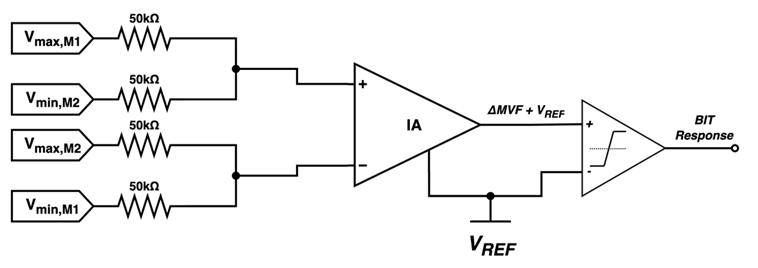 50kΩ
Vmax,M1
50kΩ
Vmin,M2
50kΩ
Vmax,M2
50kΩ
Vmin,M1
+
IA
−
ΔMVF + VREF
+
-
BIT
Response
VREF